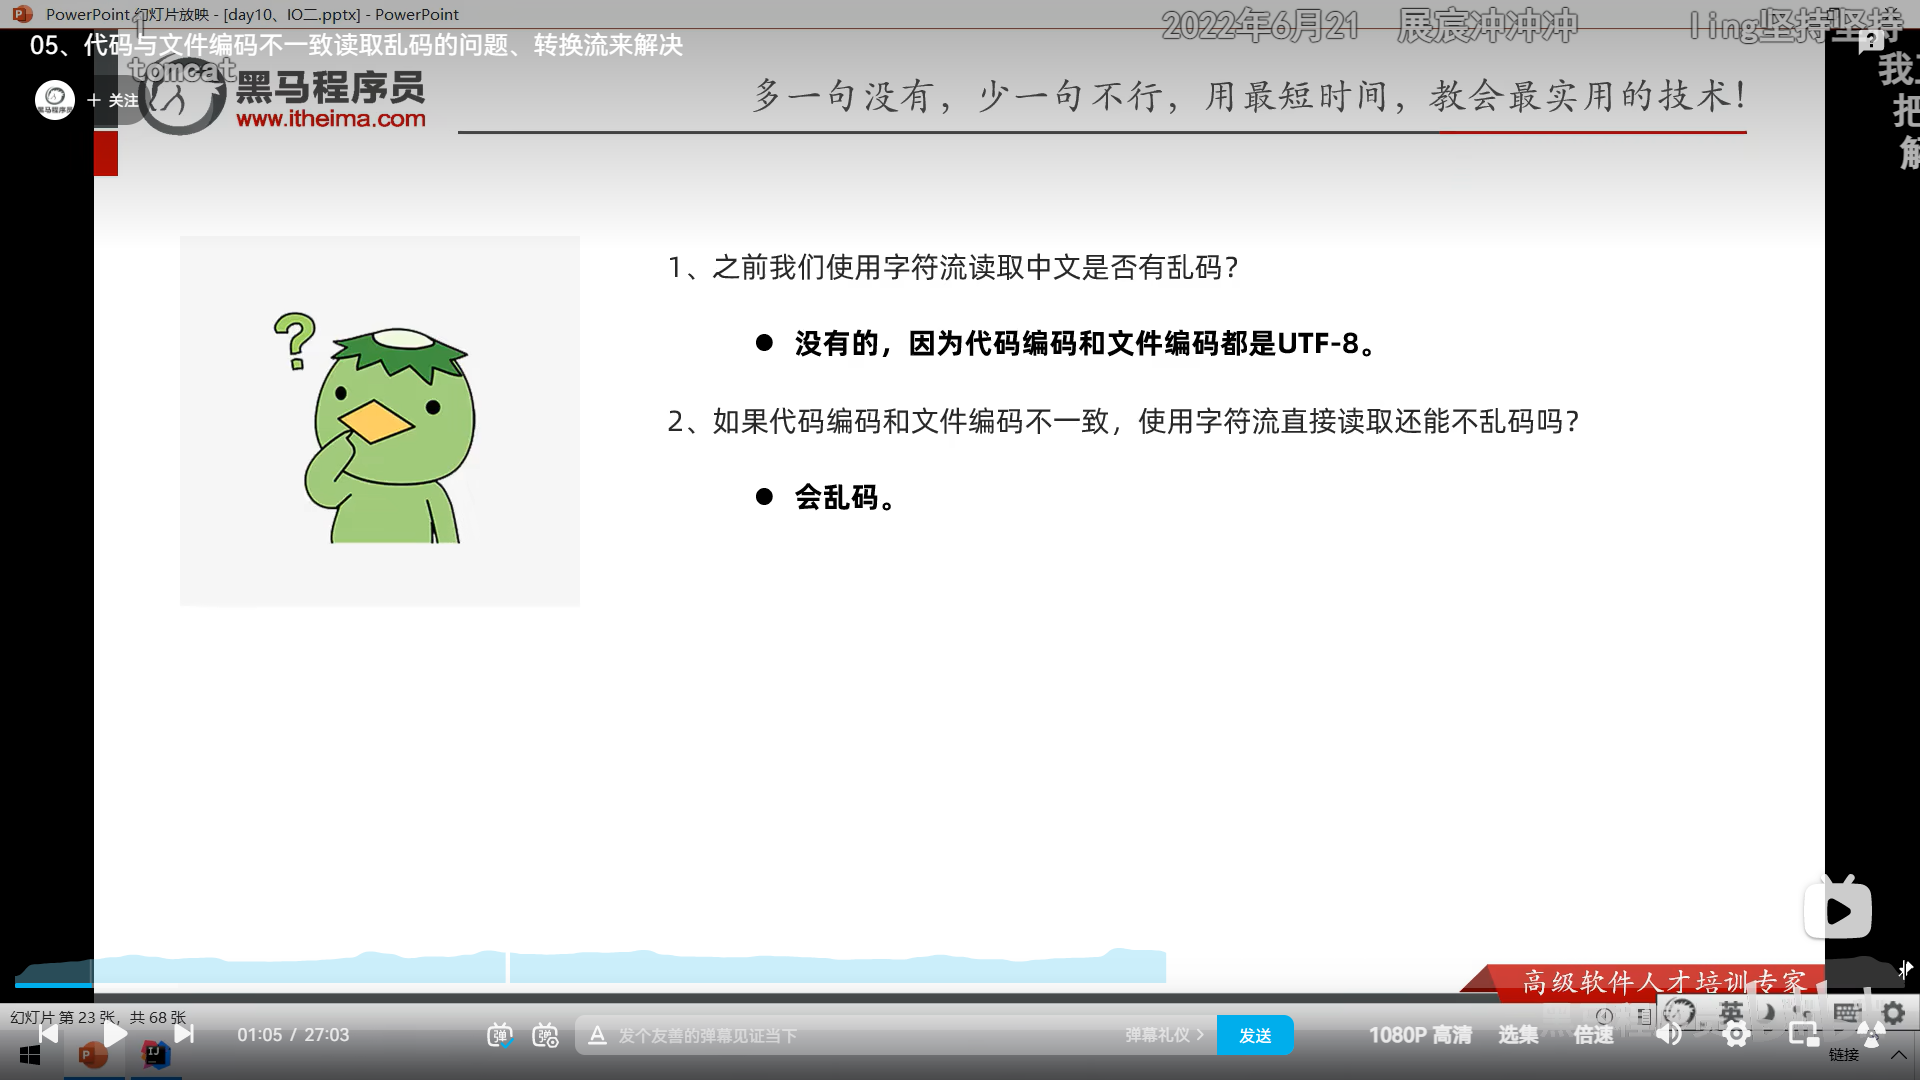 PowerPoint 幻灯片放映 - [day10、IO二.pptx] - PowerPoint
2022年6月21
展宸冲冲冲
ling坚持坚持
05、代码与文件编码不一致读取乱码的问题、转换流来解决
1
tomcat
我
把
解
+ 关注
黑马程序员
www.itheima.com
多一句没有，少一句不行，用最短时间，教会最实用的技术！
1、之前我们使用字符流读取中文是否有乱码？
● 没有的，因为代码编码和文件编码都是UTF-8。
2、如果代码编码和文件编码不一致，使用字符流直接读取还能不乱码吗？
● 会乱码。
高级软件人才培训专家
幻灯片 第 23 张，共 68 张
英
01:05 / 27:03
弹
弹
发个友善的弹幕见证当下
弹幕礼仪 >
发送
1080P 高清
选集
倍速
链接